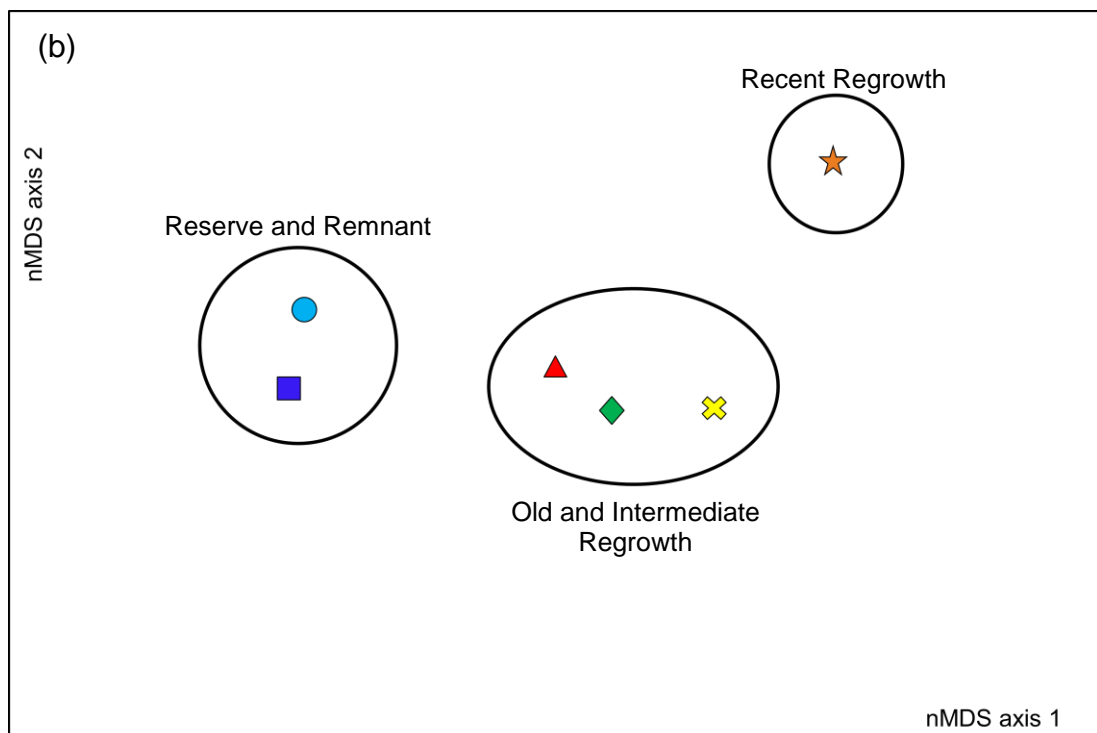 (b)
Recent Regrowth
nMDS axis 2
Reserve and Remnant
Old and Intermediate
Regrowth
nMDS axis 1